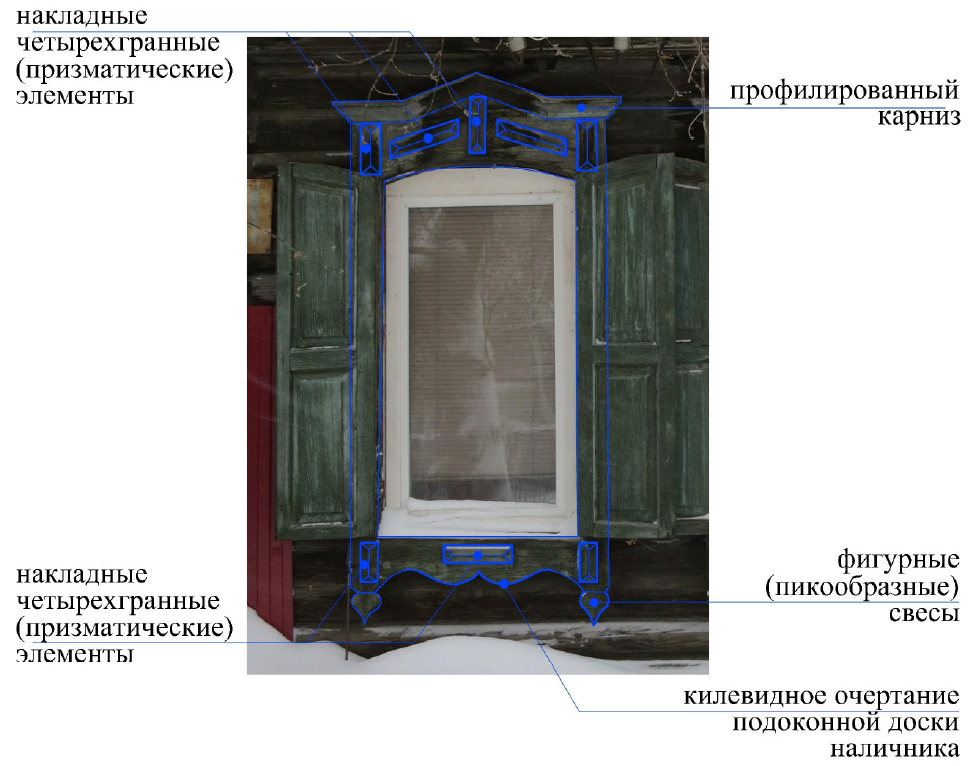 накладные
четырехгранные
(призматические)
элементы
профилированный
карниз
накладные
четырехгранные
(призматические)
элементы
фигурные
(пикообразные)
свесы
килевидное очертание
подоконной доски
наличника